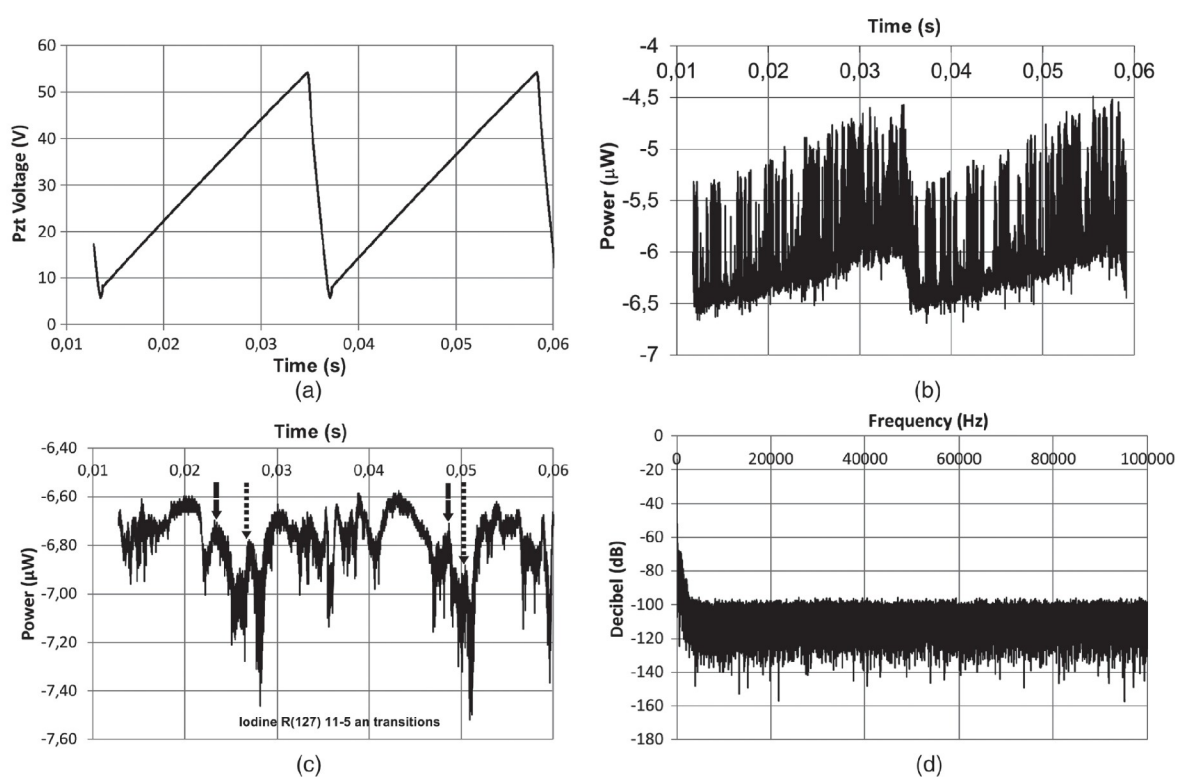 60
50
40
30
20
10
0
Pzt Voltage (V)
0,01 0,02 0,03 0,04 0,05 0,06
Time (s)
(a)
Time (s)
0,01 0,02 0,03 0,04 0,05 0,06
-4
-4,5
-5
-5,5
-6
-6,5
-7
Power (μW)
(b)
Time (s)
0,01 0,02 0,03 0,04 0,05 0,06
-6,40
-6,60
-6,80
-7,00
-7,20
-7,40
-7,60
Power (μW)
Iodine R(127) 11-5 an transitions
(c)
Frequency (Hz)
0 20000 40000 60000 80000 100000
0
-20
-40
-60
-80
-100
-120
-140
-160
-180
Decibel (dB)
(d)